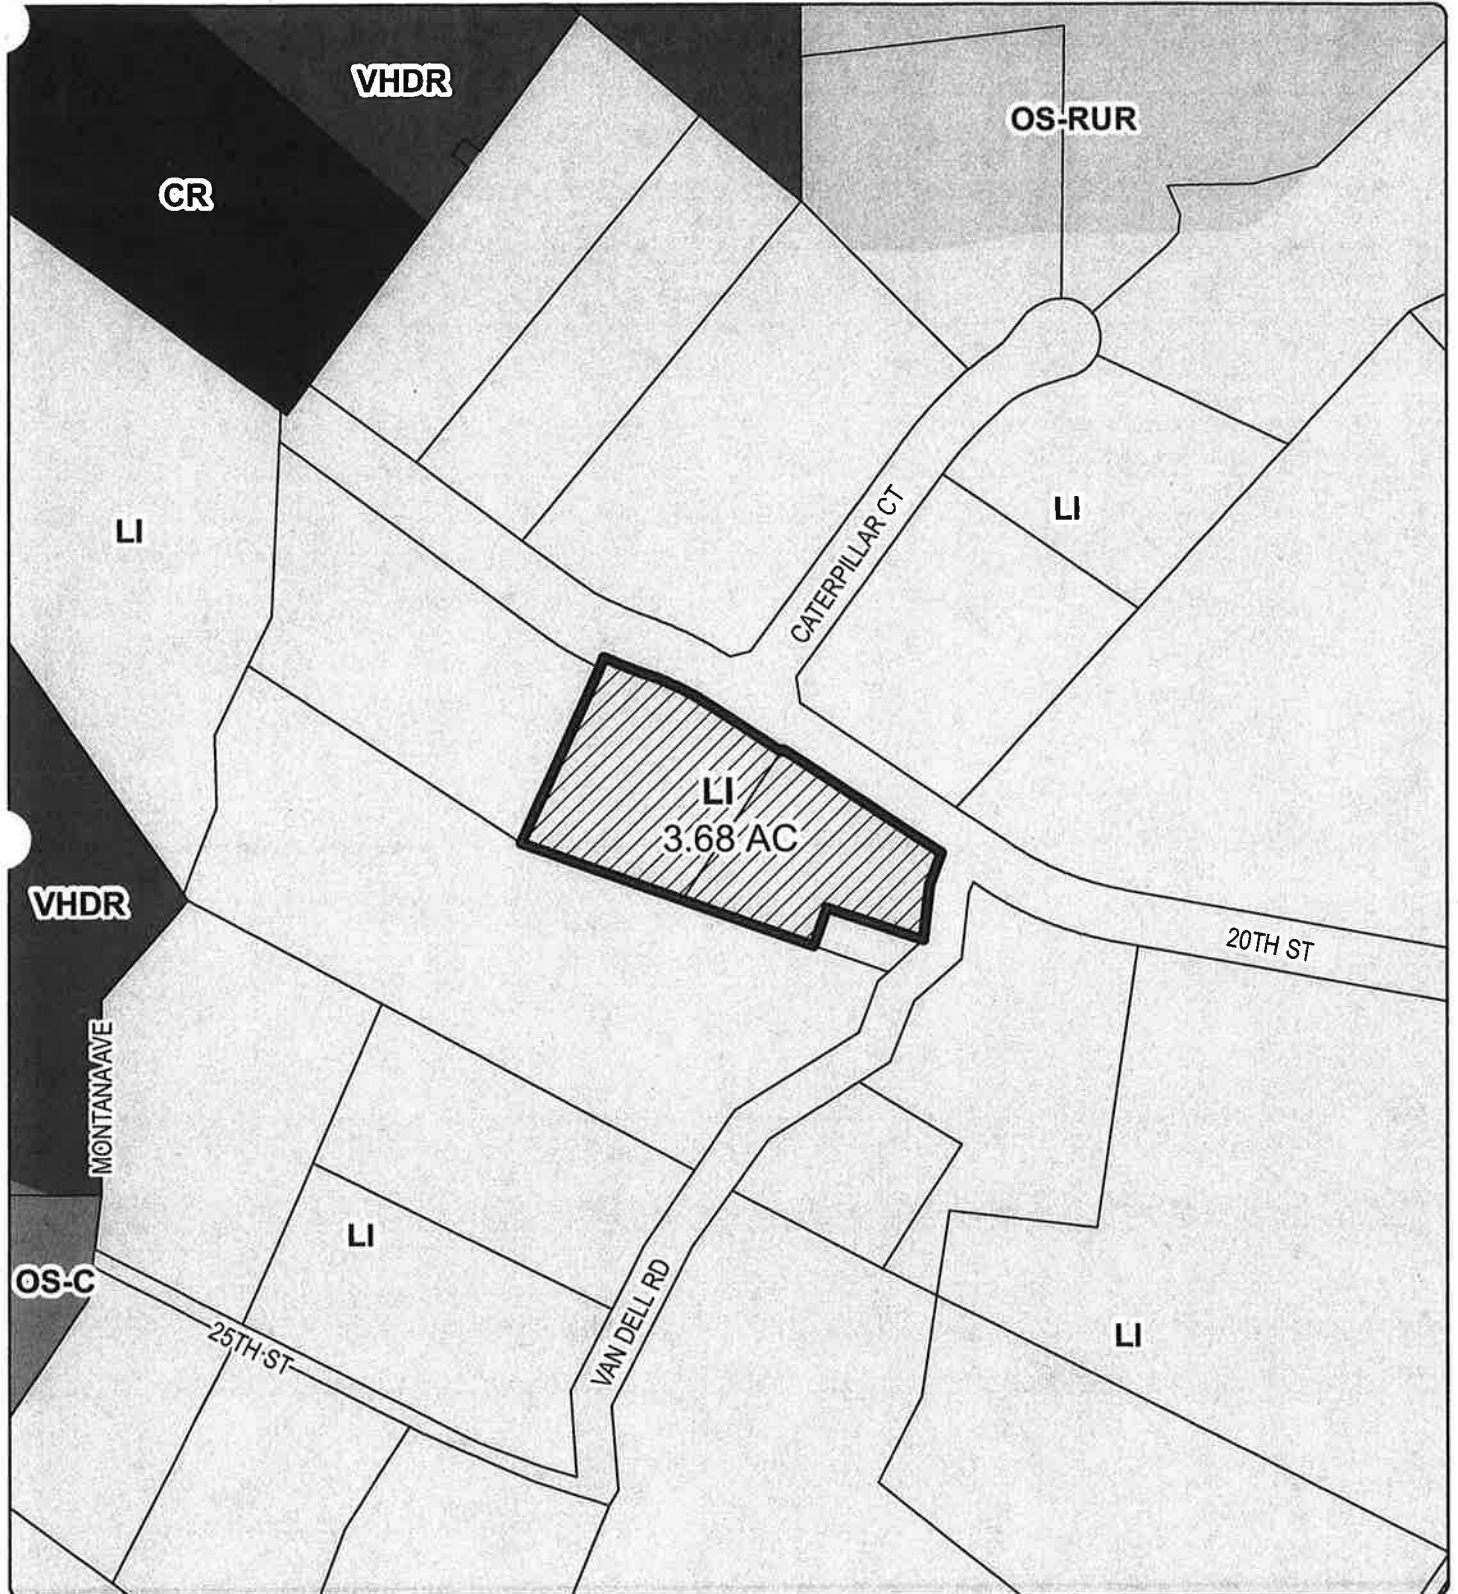 VHDR
OS-RUR
CR
LI
LI
CATERPILLAR CT
LI
3.68 AC
VHDR
20TH ST
MONTANA AVE
LI
OS-C
25TH ST
VAN DELL RD
LI